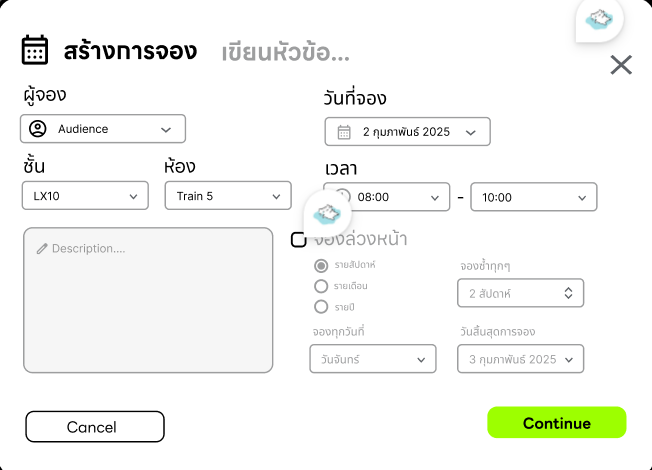 สร้างการจอง เขียนหัวข้อ...
ผู้จอง
วันที่จอง
Audience
2 กุมภาพันธ์ 2025
ชั้น
ห้อง
เวลา
LX10
Train 5
08:00 - 10:00
Description....
จองล่วงหน้า
รายสัปดาห์
รายเดือน
รายปี
จองซ้ำทุกๆ
2 สัปดาห์
จองทุกวันที่
วันจันทร์
วันสิ้นสุดการจอง
3 กุมภาพันธ์ 2025
Cancel
Continue